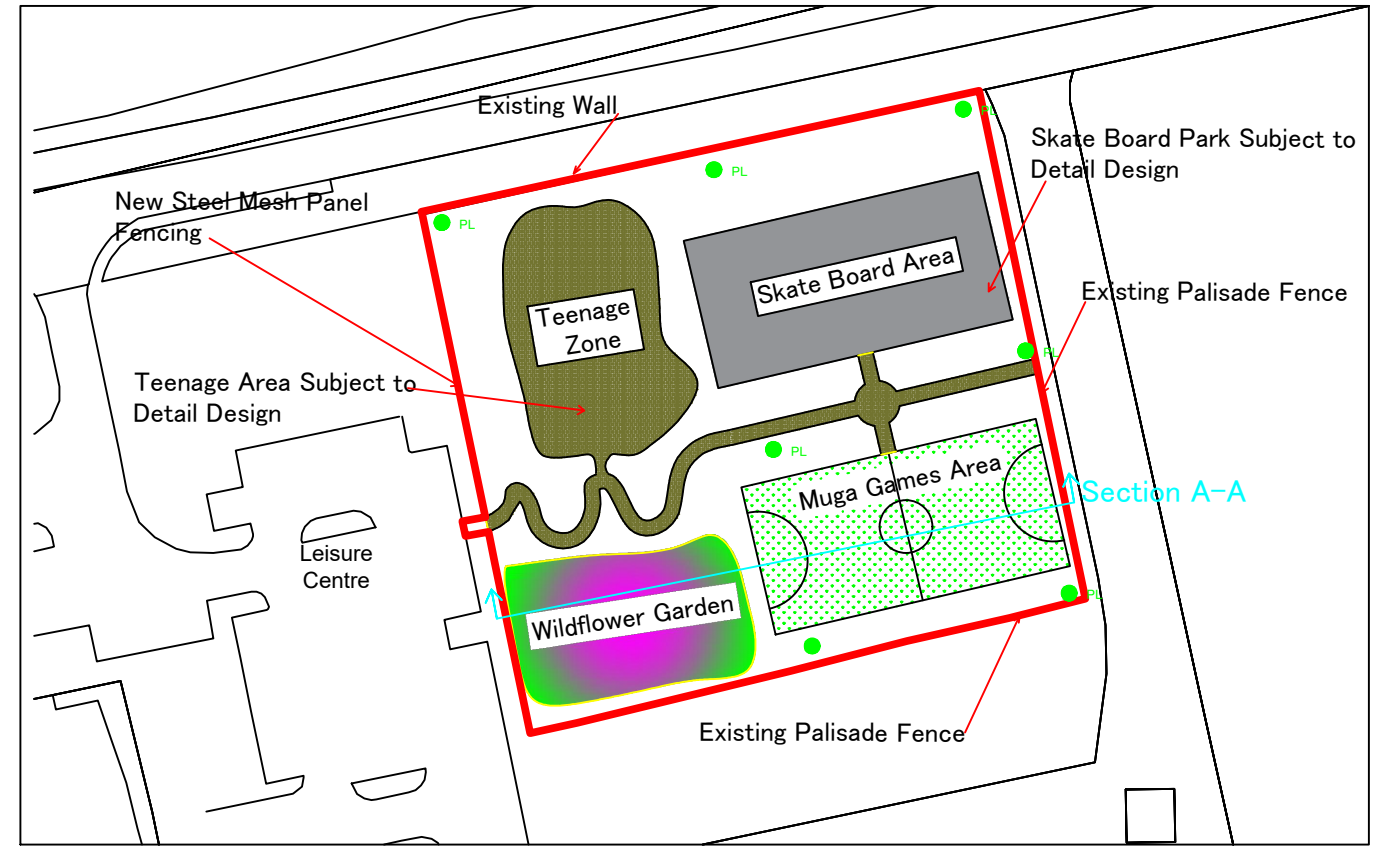 Existing Wall
PL
Skate Board Park Subject to
Detail Design
PL
New Steel Mesh Panel
Fencing
PL
Skate Board Area
Existing Palisade Fence
Teenage
Zone
PL
Teenage Area Subject to
Detail Design
PL
Muga Games Area
Section A-A
Leisure
Centre
Wildflower Garden
PL
Existing Palisade Fence